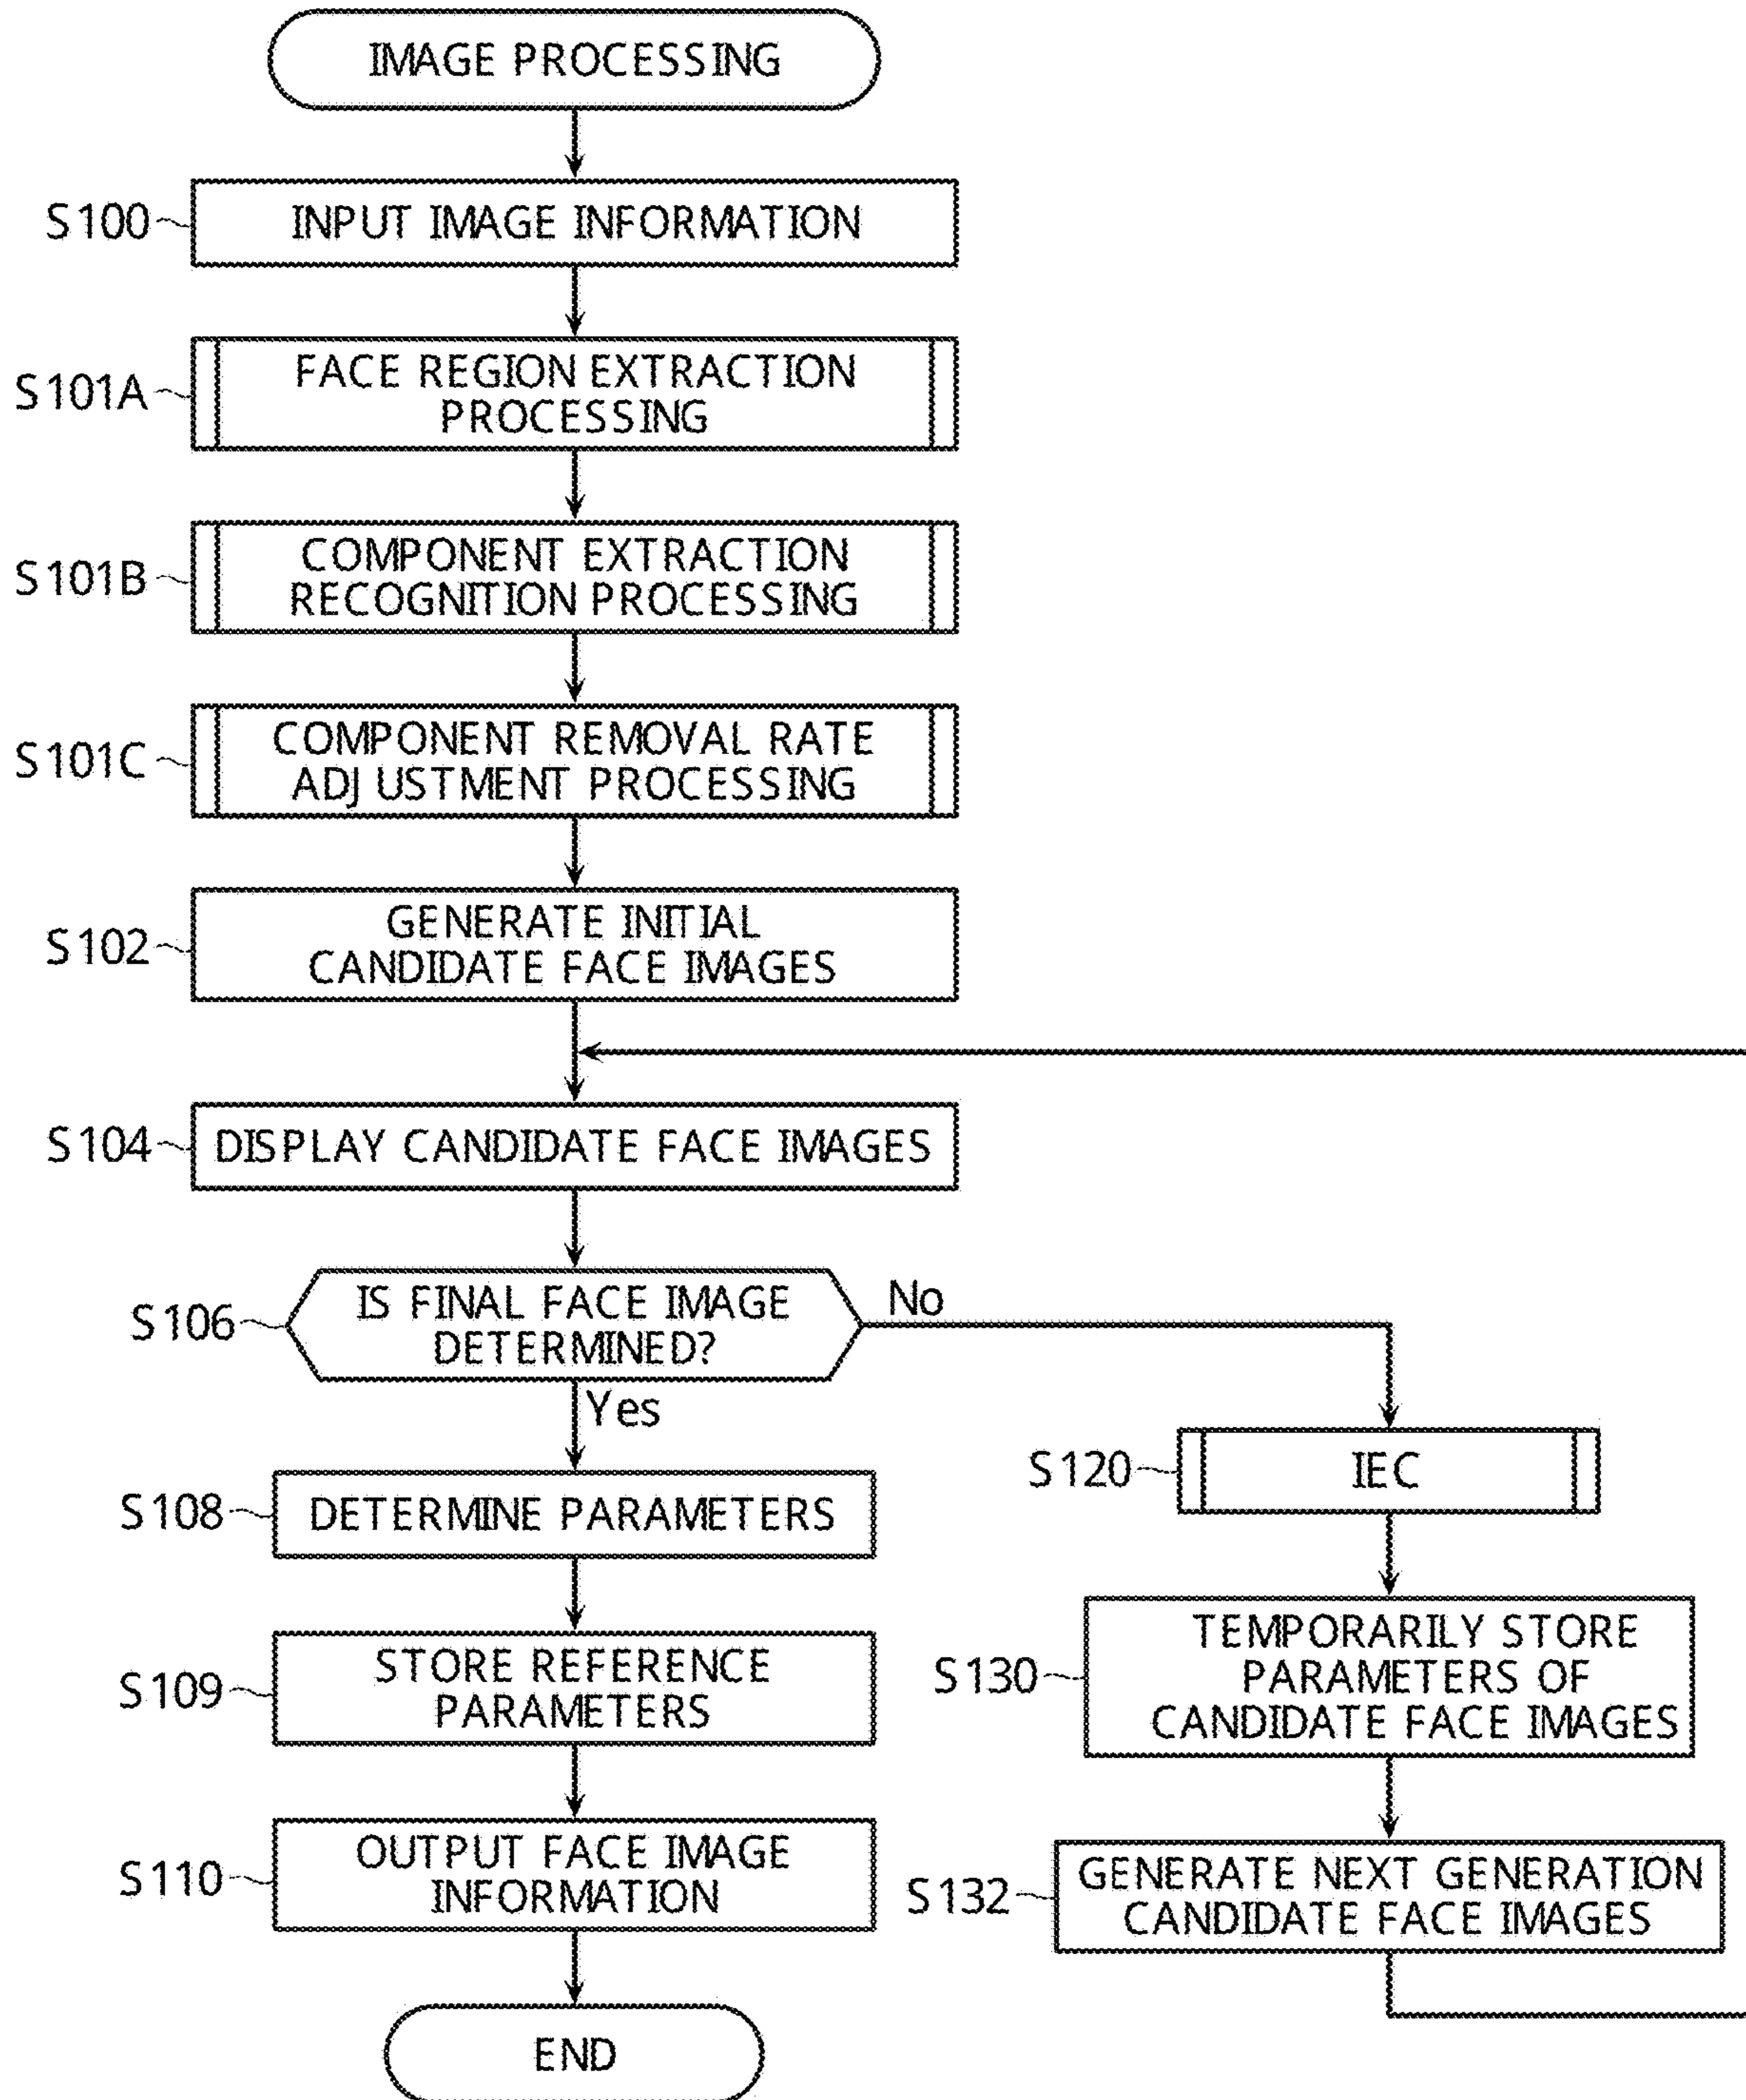 IMAGE PROCESSING
S100
INPUT IMAGE INFORMATION
S101A
FACE REGION EXTRACTION
PROCESSING
S101B
COMPONENT EXTRACTION
RECOGNITION PROCESSING
S101C
COMPONENT REMOVAL RATE
ADJUSTMENT PROCESSING
S102
GENERATE INITIAL
CANDIDATE FACE IMAGES
S104
DISPLAY CANDIDATE FACE IMAGES
S106
IS FINAL FACE IMAGE
DETERMINED?
No
Yes
S108
DETERMINE PARAMETERS
S109
STORE REFERENCE
PARAMETERS
S110
OUTPUT FACE IMAGE
INFORMATION
END
S120
IEC
S130
TEMPORARILY STORE
PARAMETERS OF
CANDIDATE FACE IMAGES
S132
GENERATE NEXT GENERATION
CANDIDATE FACE IMAGES